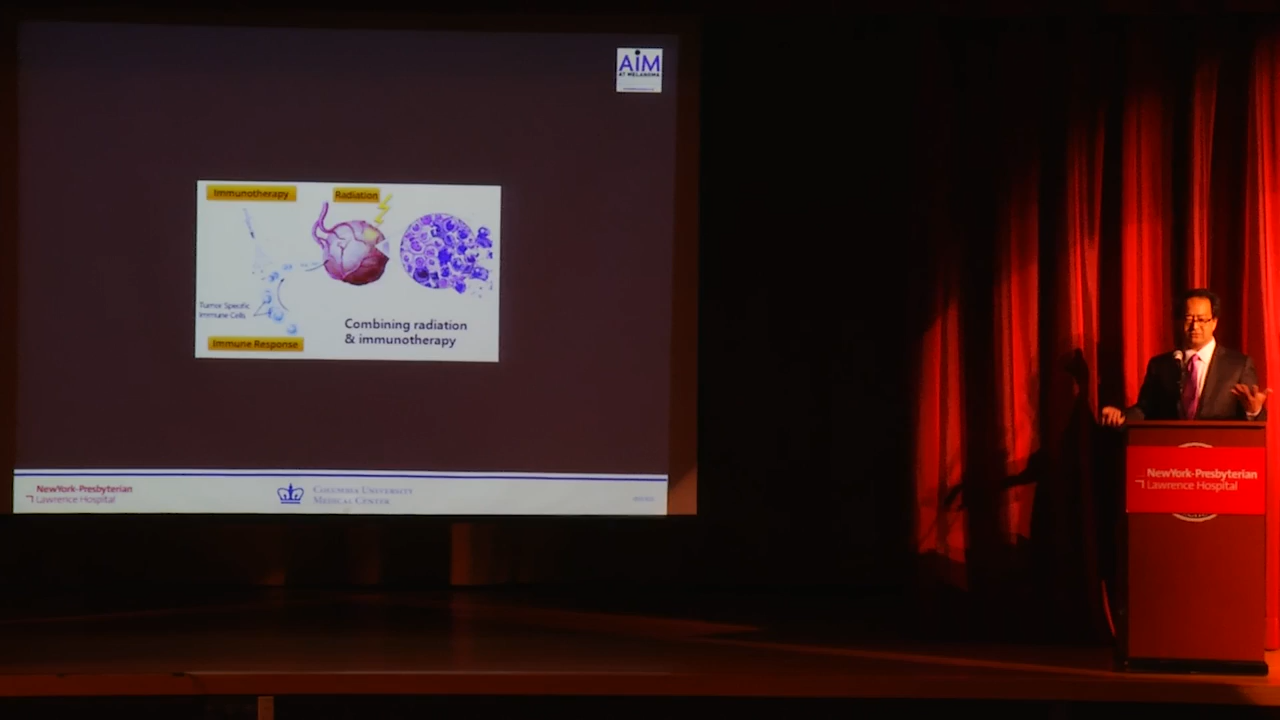 AiM
AT MELANOMA
Immunotherapy
Radiation
Tumor Specific
Immune Cells
Combining radiation
& immunotherapy
Immune Response
NewYork-Presbyterian
Lawrence Hospital
COLUMBIA UNIVERSITY
MEDICAL CENTER
NewYork-Presbyterian
Lawrence Hospital